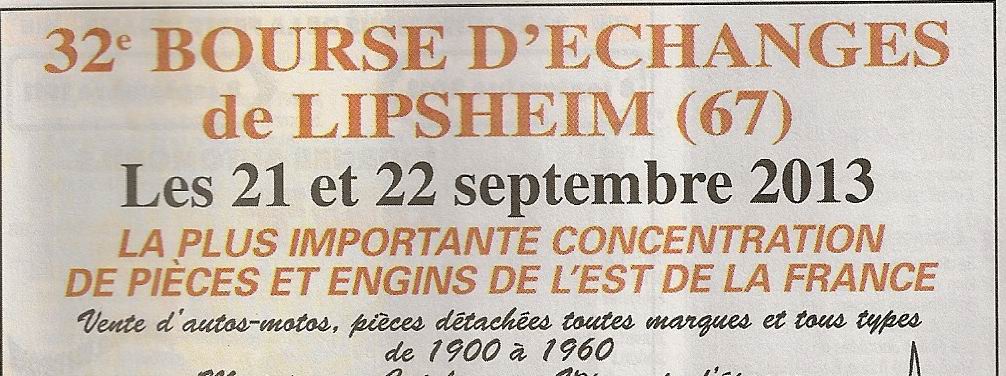 32e BOURSE D'ECHANGES
de LIPSHEIM (67)
Les 21 et 22 septembre 2013
LA PLUS IMPORTANTE CONCENTRATION
DE PIÈCES ET ENGINS DE L'EST DE LA FRANCE
Vente d'autos-motos, pièces détachées toutes marques et tous types
de 1900 à 1960